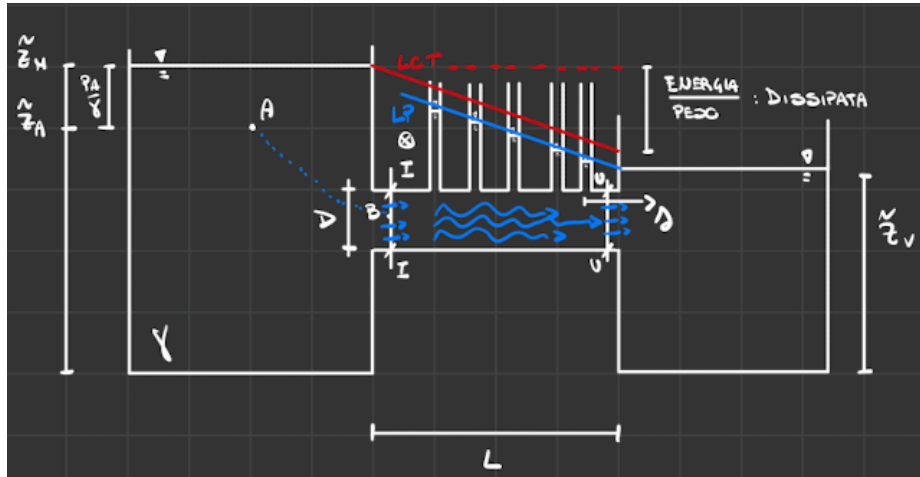 z̃M
PA/γ
z̃A
A
LCT
LP
ENERGIA/PESO : DISSIPATA
I
B
D
U
D
z̃V
I
U
γ
L